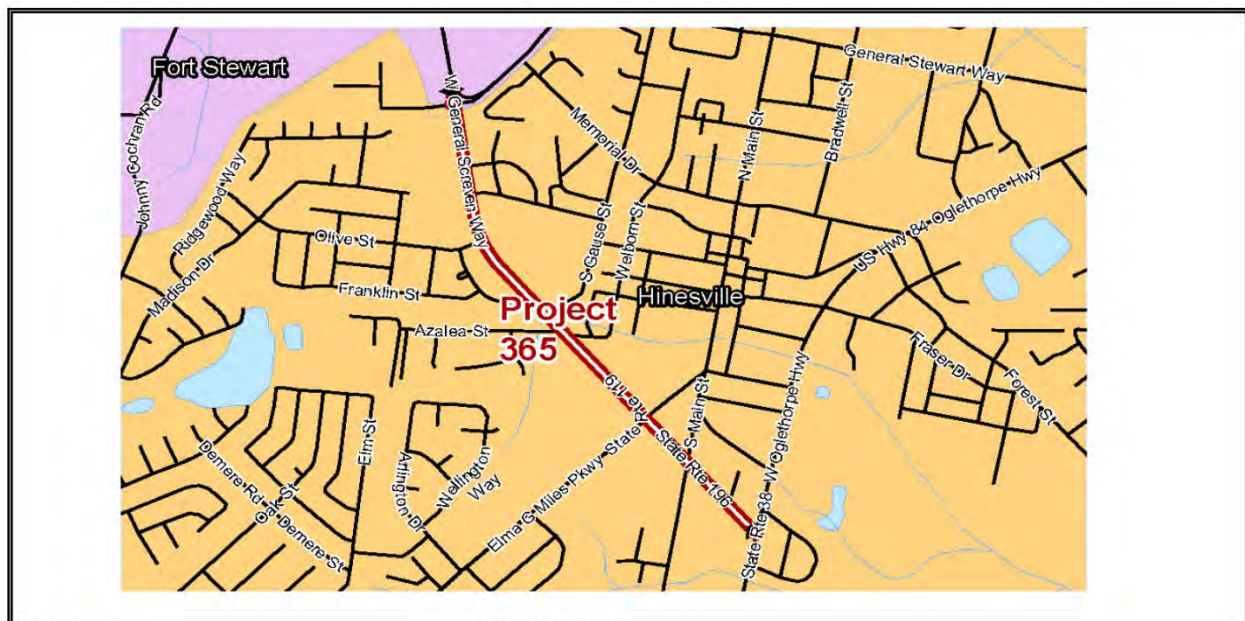 Fort Stewart
General Stewart Way
Johnny Cochran Rd
W General Screven Way
Memorial Dr
N Main St
Bradwell St
Ridgewood Way
US Hwy 84 Oglethorpe Hwy
Olive St
S Gause St
Welborn St
Madison Dr
Franklin St
Hinesville
Project
365
Azalea St
Fraser Dr
Forest St
Rte 119
S Main St
State Rte 38 W Oglethorpe Hwy
State Rte 196
Elm St
Arlington Dr
Wellington
Way
Elma G Miles Pkwy State R
Oak St
Demere Rd
Demere St